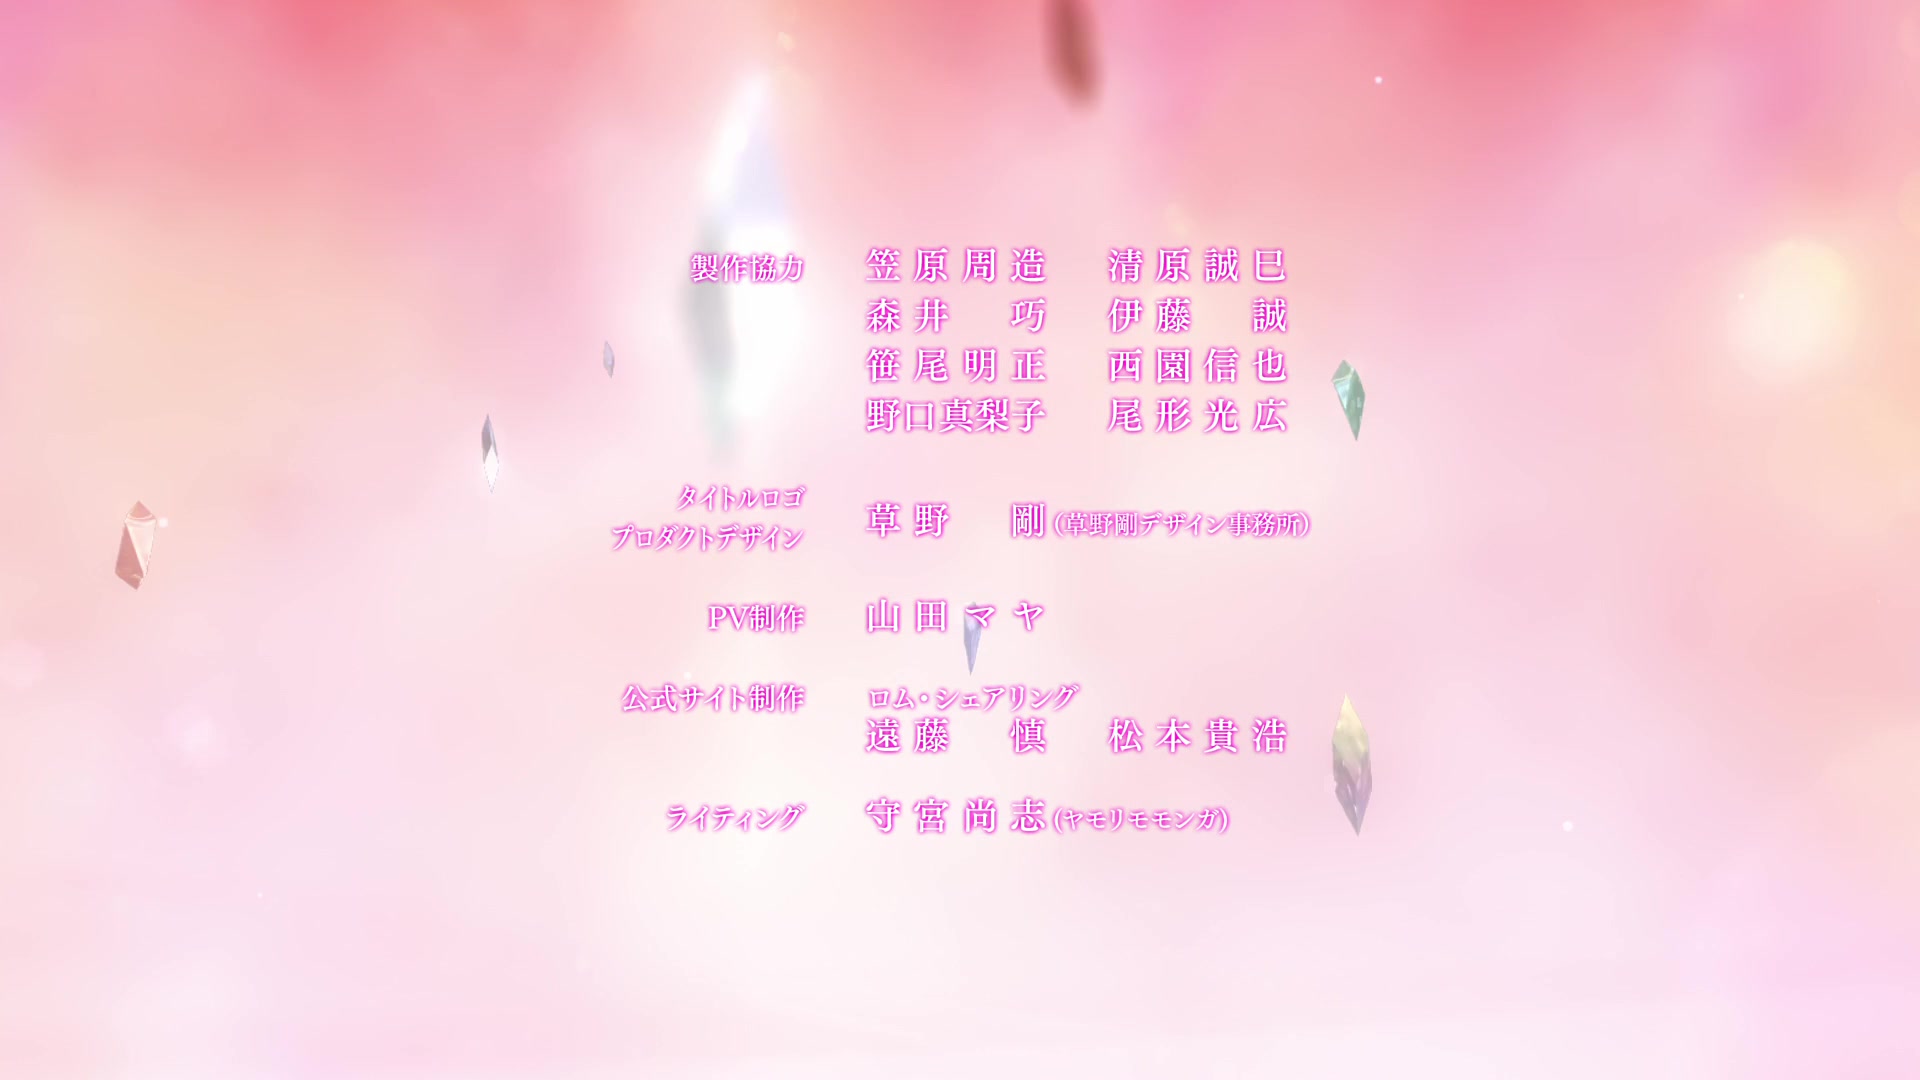 製作協力 笠原周造 清原誠巳
森井 巧 伊藤 誠
笹尾明正 西園信也
野口真梨子 尾形光広
タイトルロゴ
プロダクトデザイン 草野 剛(草野剛デザイン事務所)
PV制作 山田マヤ
公式サイト制作 ロム・シェアリング
遠藤 慎 松本貴浩
ライティング 守宮尚志(ヤモリモモンガ)